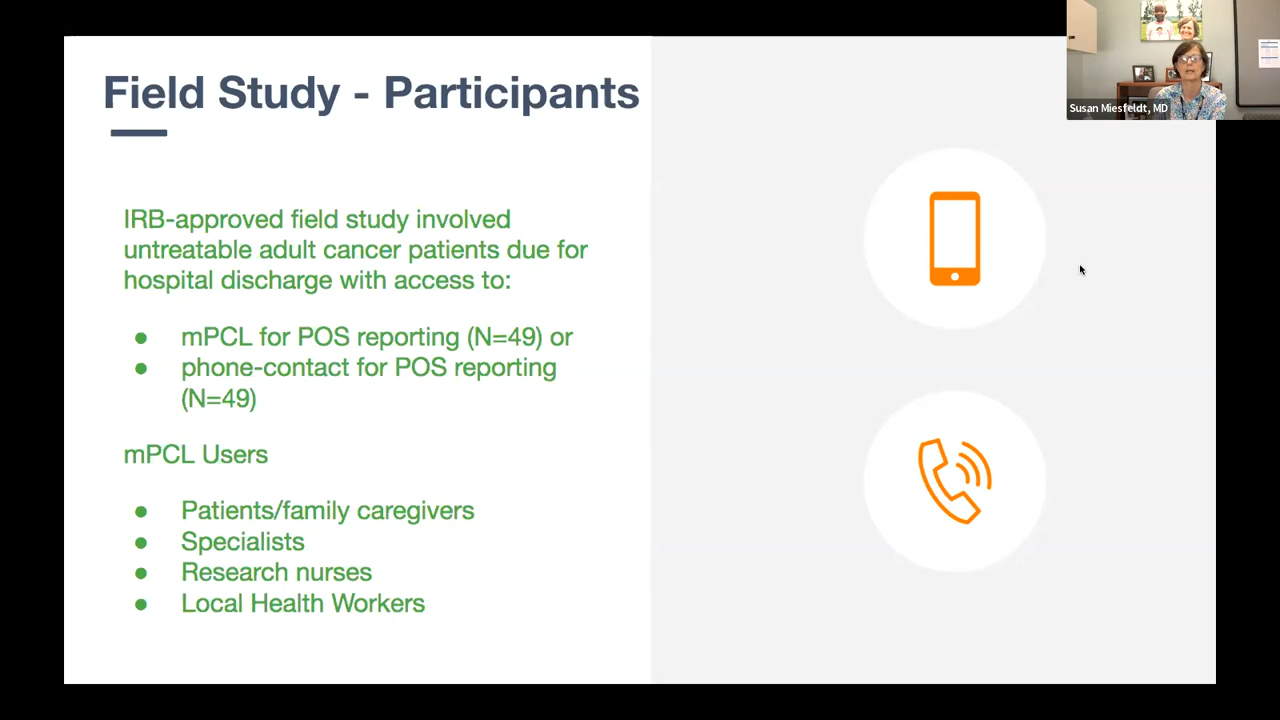 Field Study - Participants
Susan Miesfeldt, MD
IRB-approved field study involved
untreatable adult cancer patients due for
hospital discharge with access to:
● mPCL for POS reporting (N=49) or
● phone-contact for POS reporting
(N=49)
mPCL Users
● Patients/family caregivers
● Specialists
● Research nurses
● Local Health Workers